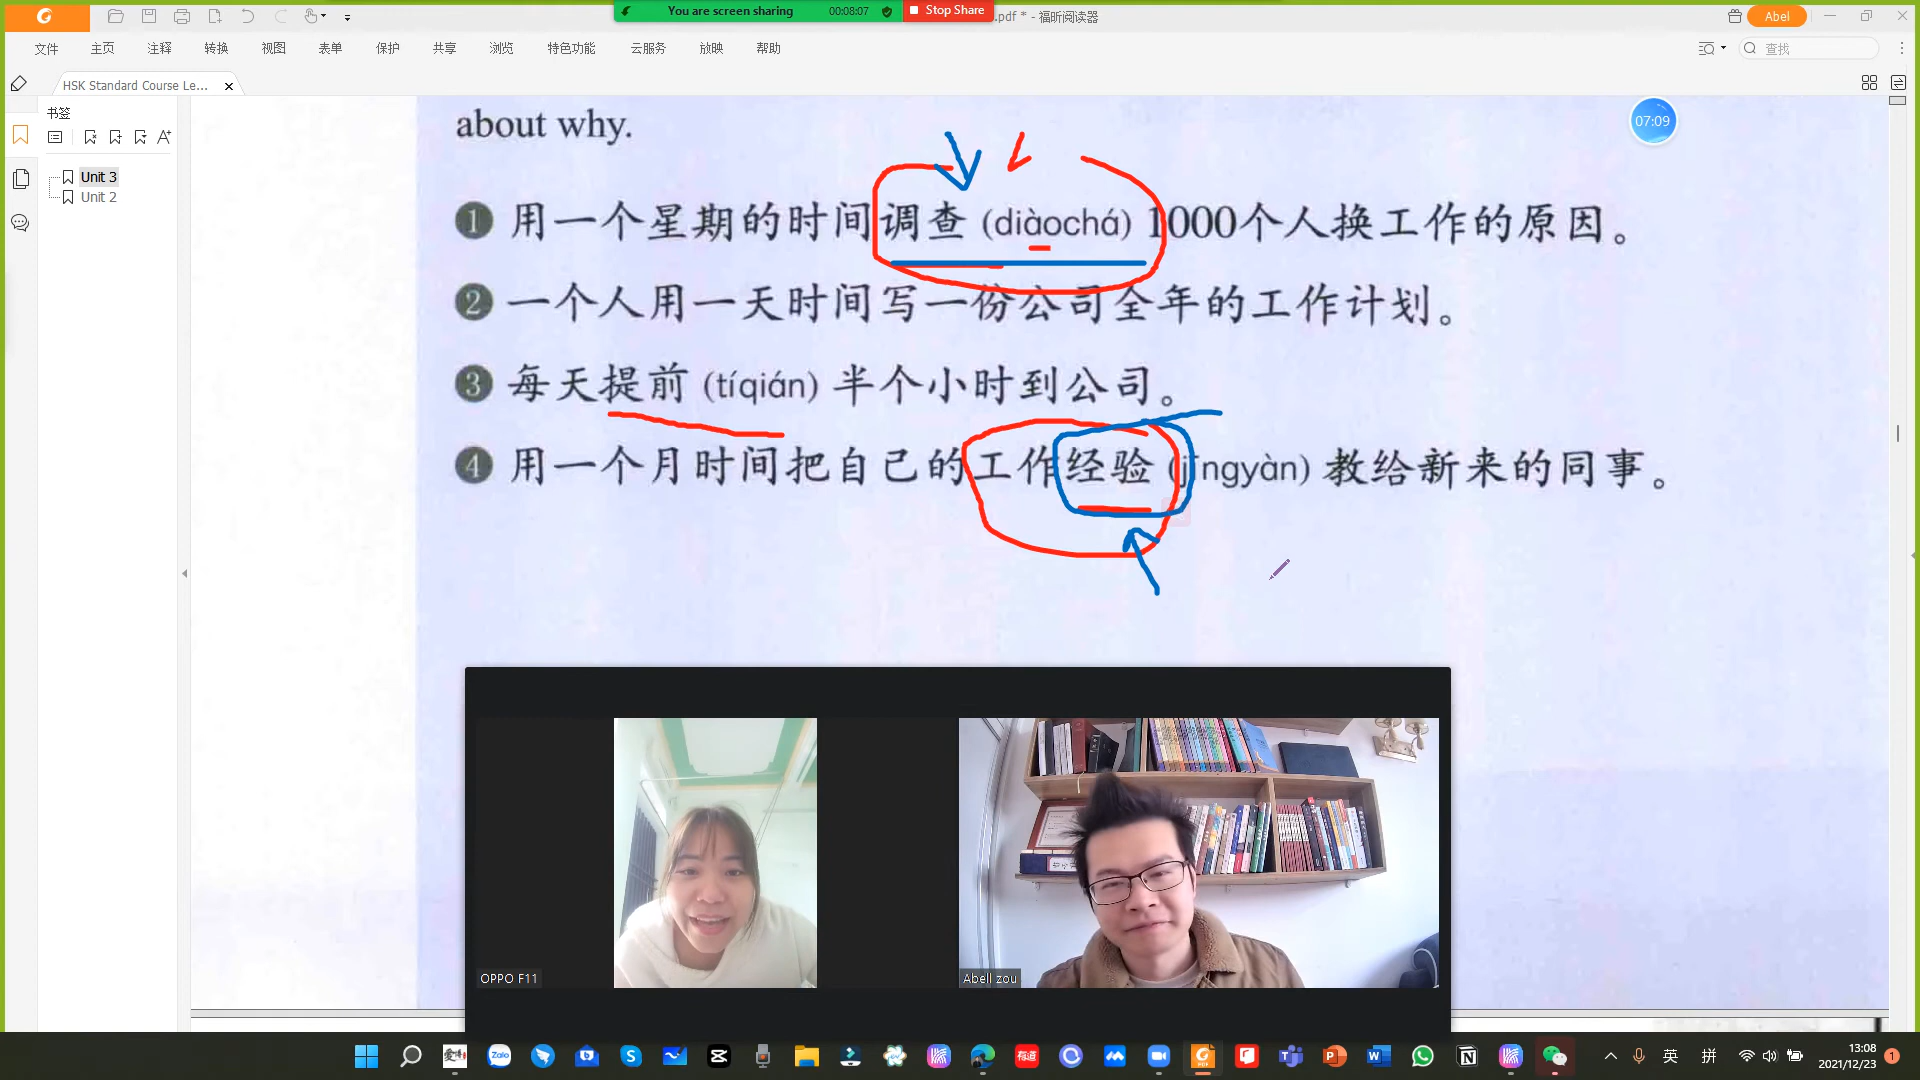 You are screen sharing 00:08:07 Stop Share
.pdf * - 福昕阅读器
Abel
文件 主页 注释 转换 视图 表单 保护 共享 浏览 特色功能 云服务 放映 帮助
查找
HSK Standard Course Le...
书签
Unit 3
Unit 2
07:09
about why.
1 用一个星期的时间调查 (diàochá) 1000个人换工作的原因。
2 一个人用一天时间写一份公司全年的工作计划。
3 每天提前 (tíqián) 半个小时到公司。
4 用一个月时间把自己的工作经验 (jīngyàn) 教给新来的同事。
OPPO F11
Abell zou
Zalo
有道
英 拼
13:08
2021/12/23
1